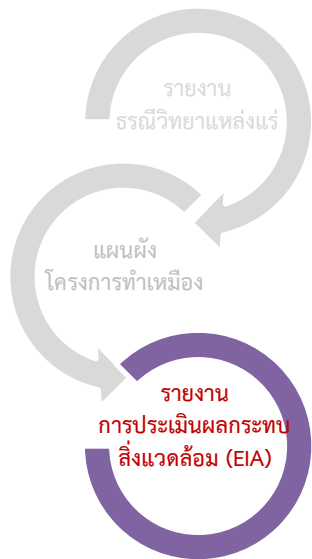 รายงาน
ธรณีวิทยาแหล่งแร่
แผนผัง
โครงการทำเหมือง
รายงาน
การประเมินผลกระทบ
สิ่งแวดล้อม (EIA)